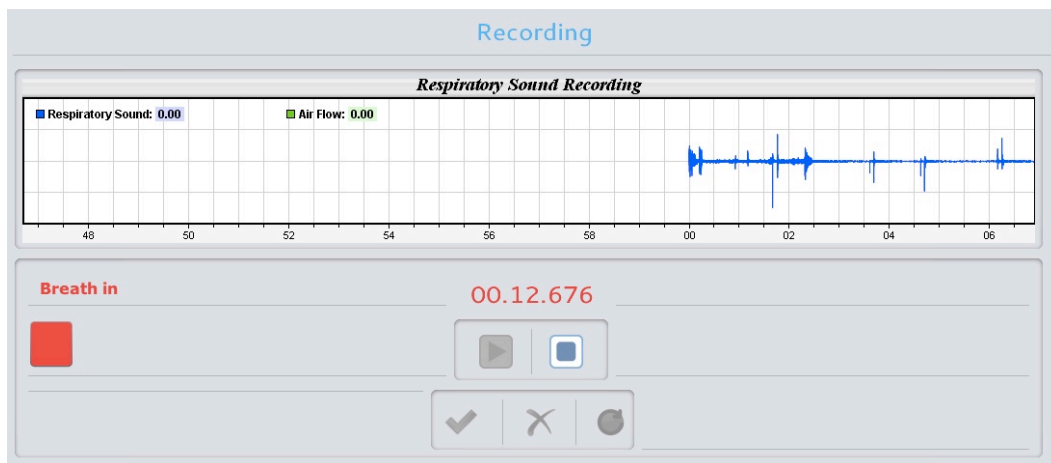 Recording
Respiratory Sound Recording
Respiratory Sound: 0.00 Air Flow: 0.00
48 50 52 54 56 58 00 02 04 06
Breath in
00.12.676